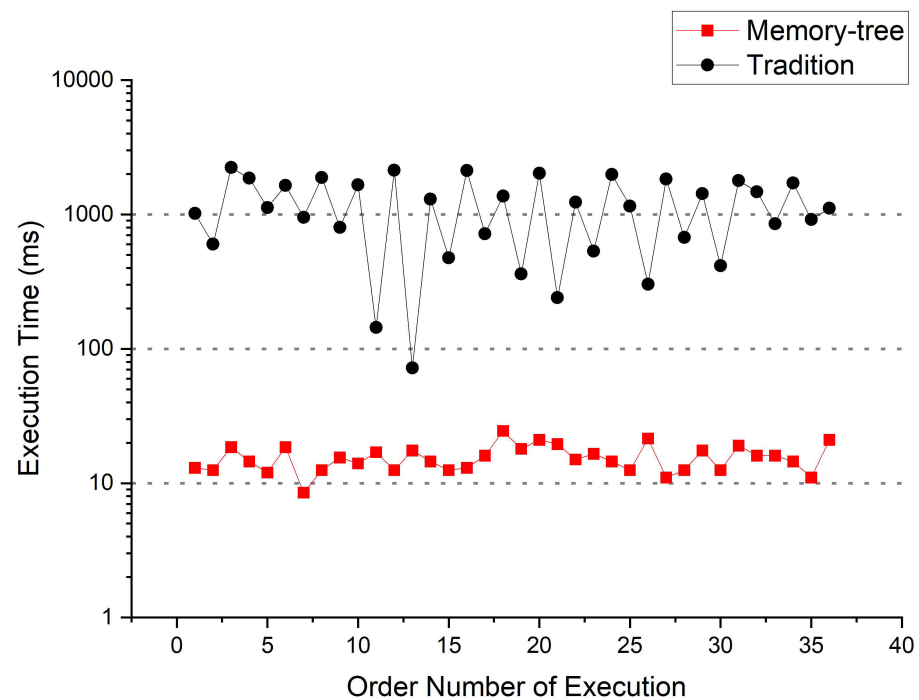 Memory-tree
Tradition
10000
1000
100
10
1
Execution Time (ms)
0 5 10 15 20 25 30 35 40
Order Number of Execution